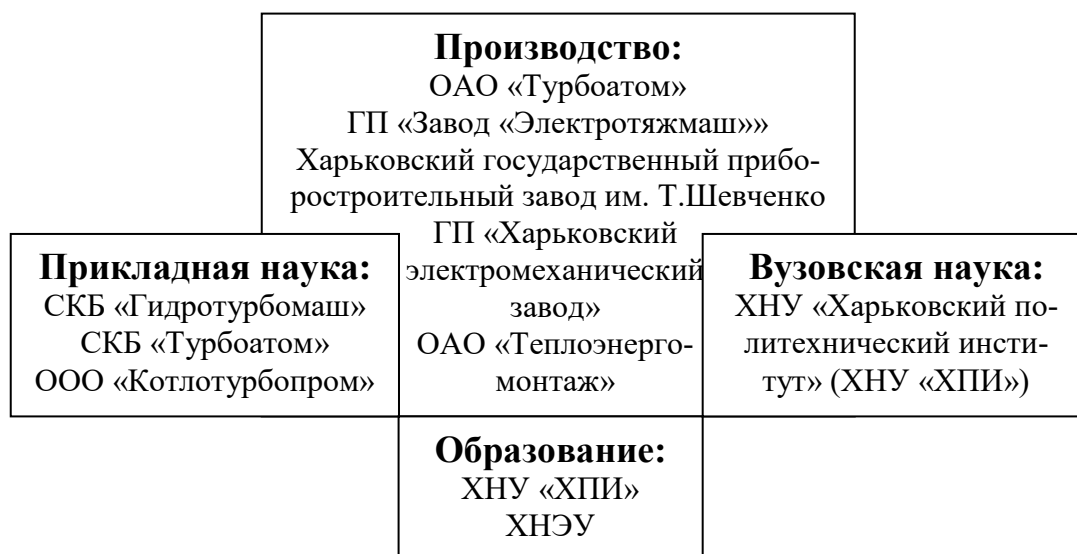 Производство:
ОАО «Турбоатом»
ГП «Завод «Электротяжмаш»»
Харьковский государственный прибо-
ростроительный завод им. Т.Шевченко
ГП «Харьковский
электромеханический
завод»
ОАО «Теплоэнерго-
монтаж»
Прикладная наука:
СКБ «Гидротурбомаш»
СКБ «Турбоатом»
ООО «Котлотурбопром»
Вузовская наука:
ХНУ «Харьковский по-
литехнический инсти-
тут» (ХНУ «ХПИ»)
Образование:
ХНУ «ХПИ»
ХНЭУ